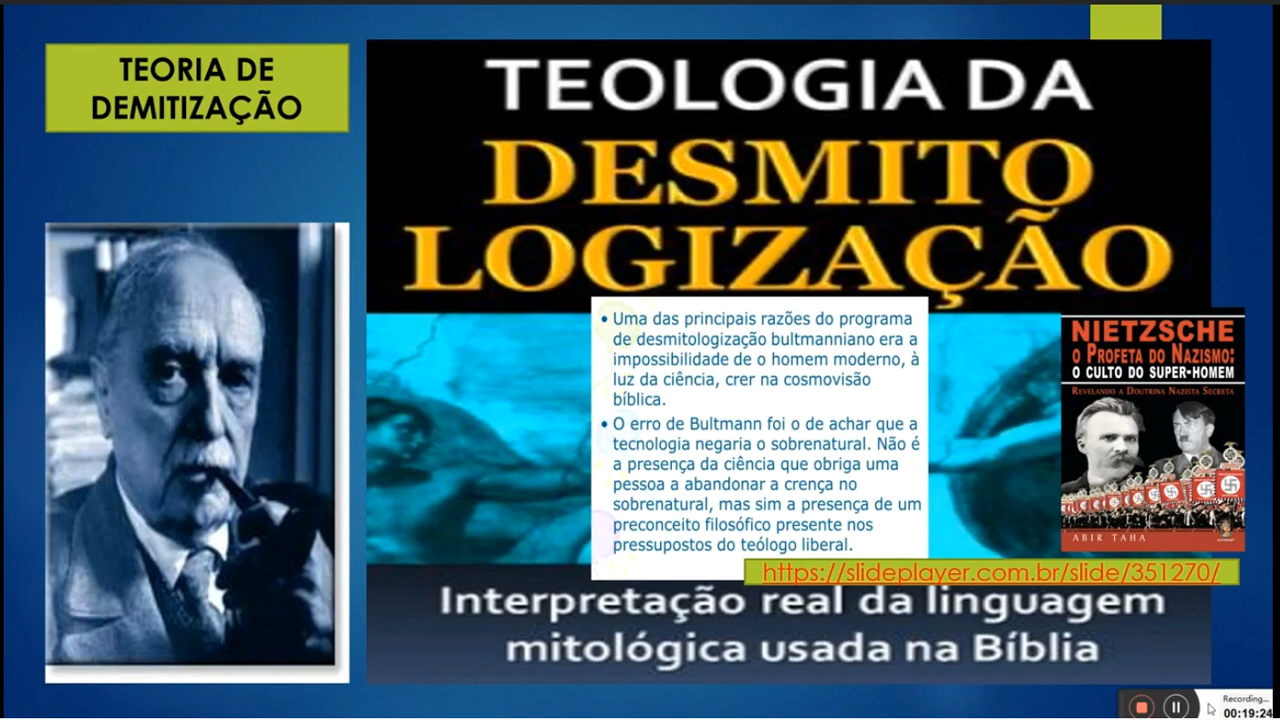 TEORIA DE
DEMITIZAÇÃO
TEOLOGIA DA
DESMITO
LOGIZAÇÃO
• Uma das principais razões do programa
de desmitologização bultmanniano era a
impossibilidade de o homem moderno, à
luz da ciência, crer na cosmovisão
bíblica.
• O erro de Bultmann foi o de achar que a
tecnologia negaria o sobrenatural. Não é
a presença da ciência que obriga uma
pessoa a abandonar a crença no
sobrenatural, mas sim a presença de um
preconceito filosófico presente nos
pressupostos do teólogo liberal.
NIETZSCHE
O PROFETA DO NAZISMO:
O CULTO DO SUPER-HOMEM
REVELANDO A DOUTRINA NAZISTA SECRETA
ABIR TAHA
https://slideplayer.com.br/slide/351270/
Interpretação real da linguagem
mitológica usada na Bíblia
Recording...
00:19:24